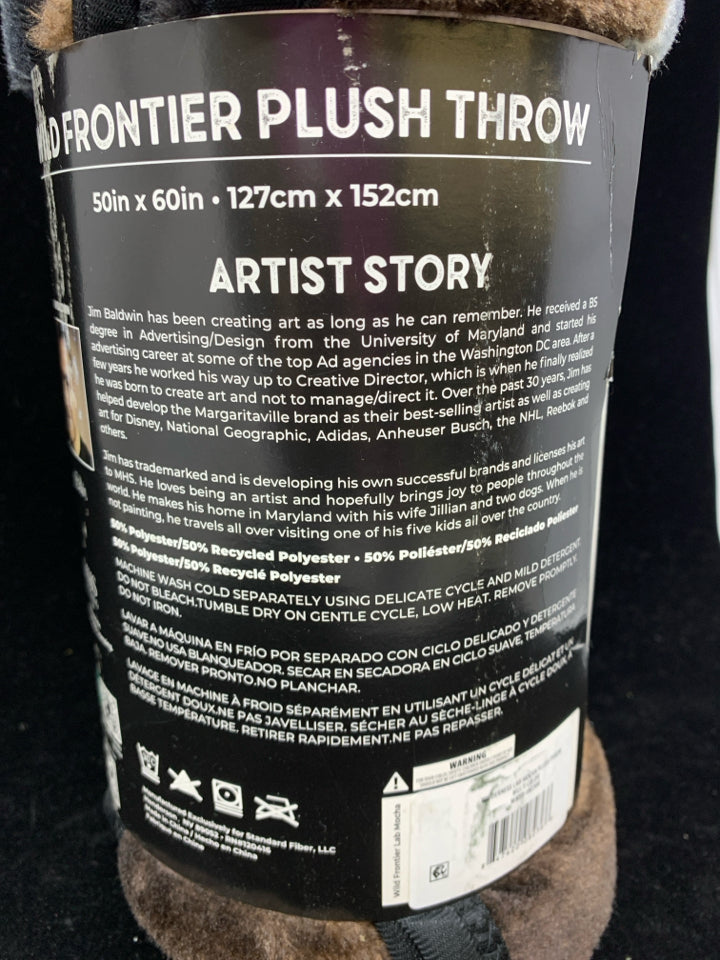 WILD FRONTIER PLUSH THROW
50in x 60in • 127cm x 152cm
ARTIST STORY
Jim Baldwin has been creating art as long as he can remember. He received a BS
degree in Advertising/Design from the University of Maryland and started his
advertising career at some of the top Ad agencies in the Washington DC area. After a
few years he worked his way up to Creative Director, which is when he finally realized
he was born to create art and not to manage/direct it. Over the past 30 years, Jim has
helped develop the Margaritaville brand as their best-selling artist as well as creating
art for Disney, National Geographic, Adidas, Anheuser Busch, the NHL, Reebok and
others.
Jim has trademarked and is developing his own successful brands and licenses his art
to MHS. He loves being an artist and hopefully brings joy to people throughout the
world. He makes his home in Maryland with his wife Jillian and two dogs. When he is
not painting, he travels all over visiting one of his five kids all over the country.
50% Polyester/50% Recycled Polyester • 50% Poliéster/50% Reciclado Poliester
50% Polyester/50% Recyclé Polyester
MACHINE WASH COLD SEPARATELY USING DELICATE CYCLE AND MILD DETERGENT.
DO NOT BLEACH.TUMBLE DRY ON GENTLE CYCLE, LOW HEAT. REMOVE PROMPTLY.
DO NOT IRON.
LAVAR A MÁQUINA EN FRÍO POR SEPARADO CON CICLO DELICADO Y DETERGENTE
SUAVE.NO USA BLANQUEADOR. SECAR EN SECADORA EN CICLO SUAVE, TEMPERATURA
BAJA. REMOVER PRONTO.NO PLANCHAR.
LAVAGE EN MACHINE À FROID SÉPARÉMENT EN UTILISANT UN CYCLE DÉLICAT ET UN
DÉTERGENT DOUX.NE PAS JAVELLISER. SÉCHER AU SÈCHE-LINGE À CYCLE DOUX, À
BASSE TEMPÉRATURE, RETIRER RAPIDEMENT.NE PAS REPASSER.
Manufactured Exclusively for Standard Fiber, LLC
Henderson, NV 89052 • RN#120416
Made in China / Hecho en China
WARNING
Wild Frontier Lab Mocha